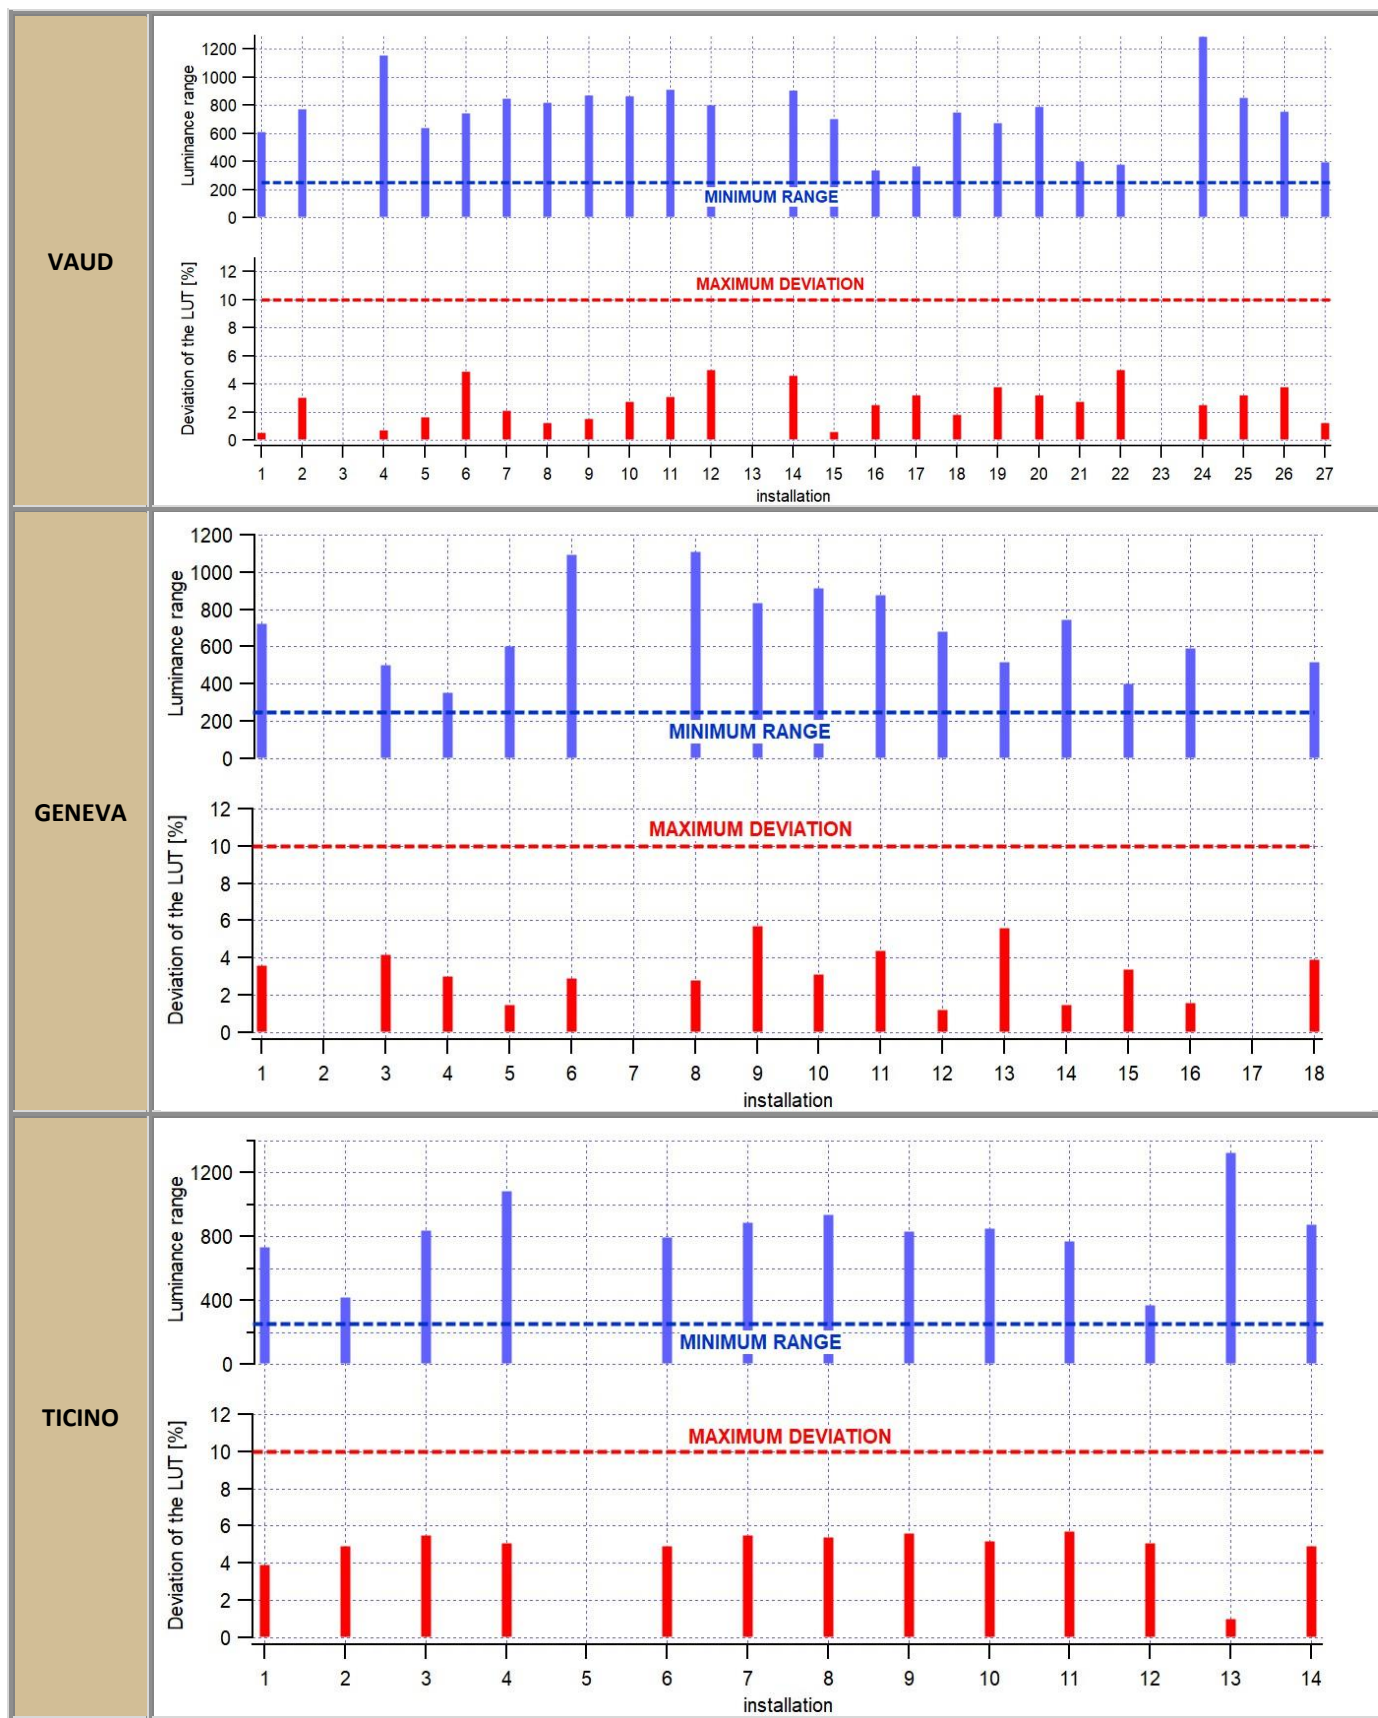 VAUD
Luminance range
1200
1000
800
600
400
200
0
MINIMUM RANGE
Deviation of the LUT [%]
12
10
8
6
4
2
0
MAXIMUM DEVIATION
1 2 3 4 5 6 7 8 9 10 11 12 13 14 15 16 17 18 19 20 21 22 23 24 25 26 27
installation
GENEVA
Luminance range
1200
1000
800
600
400
200
0
MINIMUM RANGE
Deviation of the LUT [%]
12
10
8
6
4
2
0
MAXIMUM DEVIATION
1 2 3 4 5 6 7 8 9 10 11 12 13 14 15 16 17 18
installation
TICINO
Luminance range
1200
800
400
0
MINIMUM RANGE
Deviation of the LUT [%]
12
10
8
6
4
2
0
MAXIMUM DEVIATION
1 2 3 4 5 6 7 8 9 10 11 12 13 14
installation